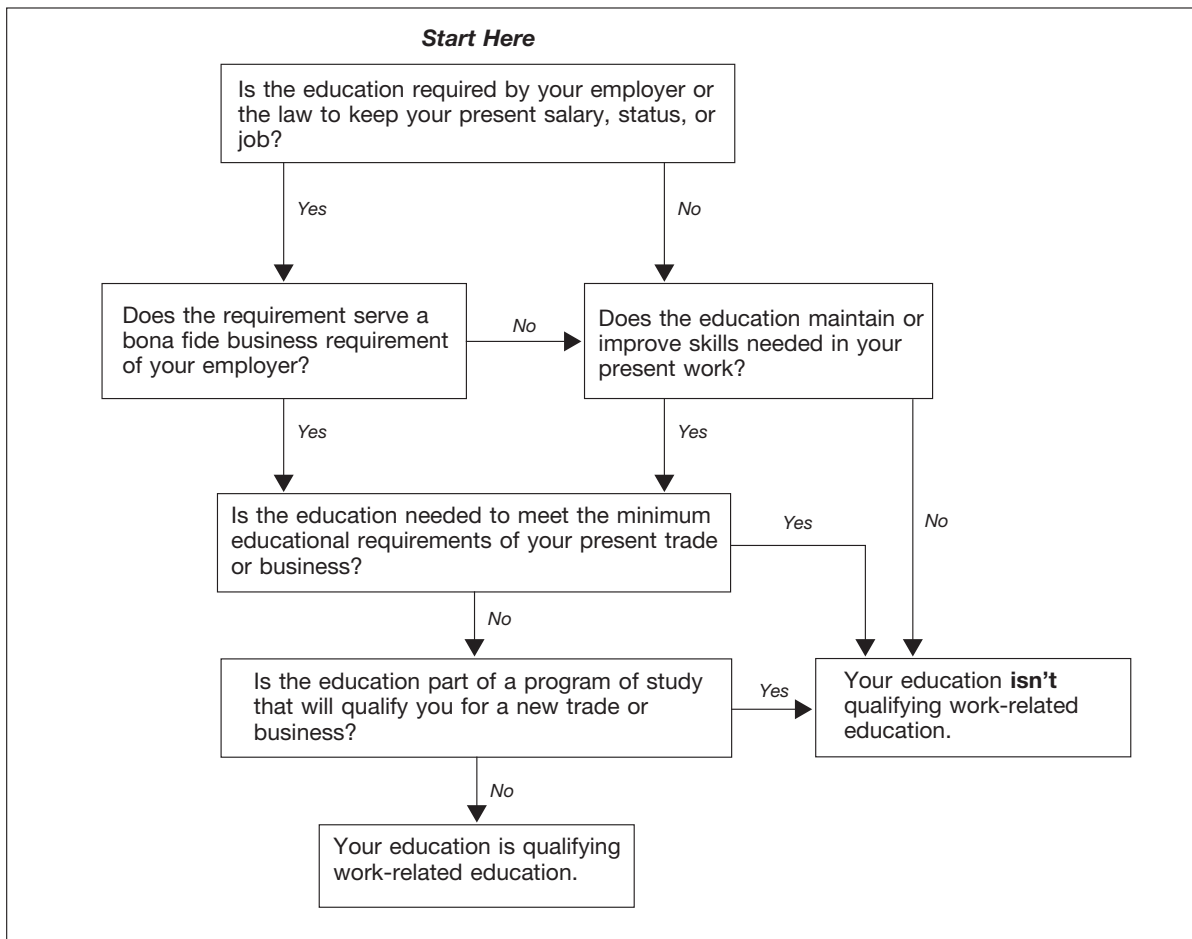 Start Here
Is the education required by your employer or
the law to keep your present salary, status, or
job?
Yes
No
Does the requirement serve a
bona fide business requirement
of your employer?
No
Does the education maintain or
improve skills needed in your
present work?
Yes
Yes
No
Is the education needed to meet the minimum
educational requirements of your present trade
or business?
Yes
No
Is the education part of a program of study
that will qualify you for a new trade or
business?
Yes
Your education isn't
qualifying work-related
education.
No
Your education is qualifying
work-related education.